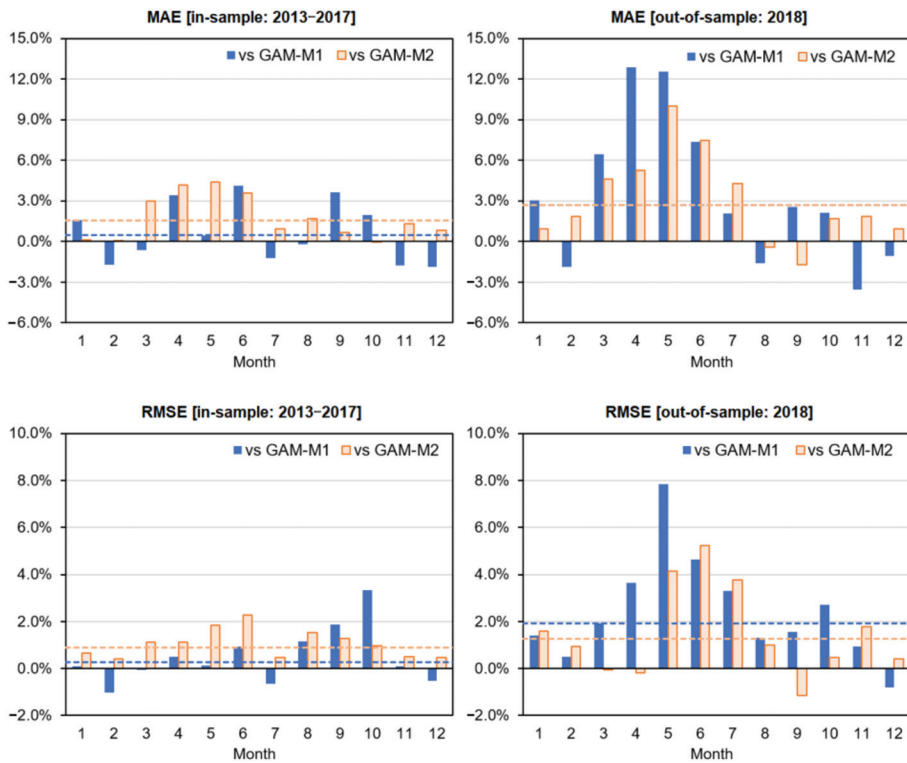 MAE [in-sample: 2013−2017]
15.0%
12.0%
9.0%
6.0%
3.0%
0.0%
−3.0%
−6.0%
vs GAM-M1 vs GAM-M2
1 2 3 4 5 6 7 8 9 10 11 12
Month
MAE [out-of-sample: 2018]
15.0%
12.0%
9.0%
6.0%
3.0%
0.0%
−3.0%
−6.0%
vs GAM-M1 vs GAM-M2
1 2 3 4 5 6 7 8 9 10 11 12
Month
RMSE [in-sample: 2013−2017]
10.0%
8.0%
6.0%
4.0%
2.0%
0.0%
−2.0%
vs GAM-M1 vs GAM-M2
1 2 3 4 5 6 7 8 9 10 11 12
Month
RMSE [out-of-sample: 2018]
10.0%
8.0%
6.0%
4.0%
2.0%
0.0%
−2.0%
vs GAM-M1 vs GAM-M2
1 2 3 4 5 6 7 8 9 10 11 12
Month